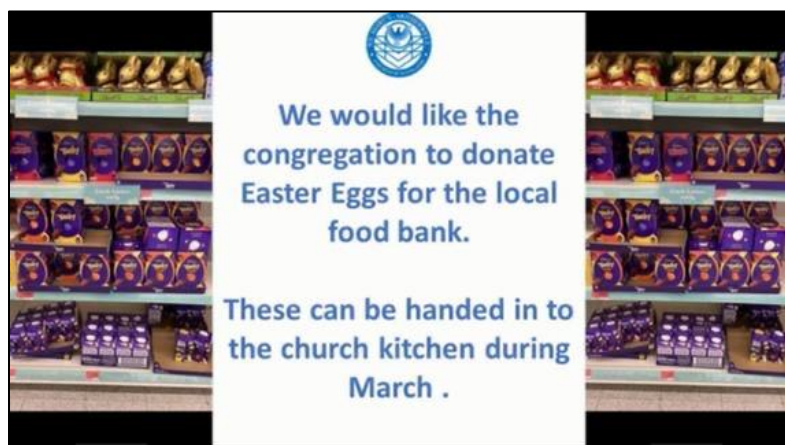 We would like the
congregation to donate
Easter Eggs for the local
food bank.
These can be handed in to
the church kitchen during
March .